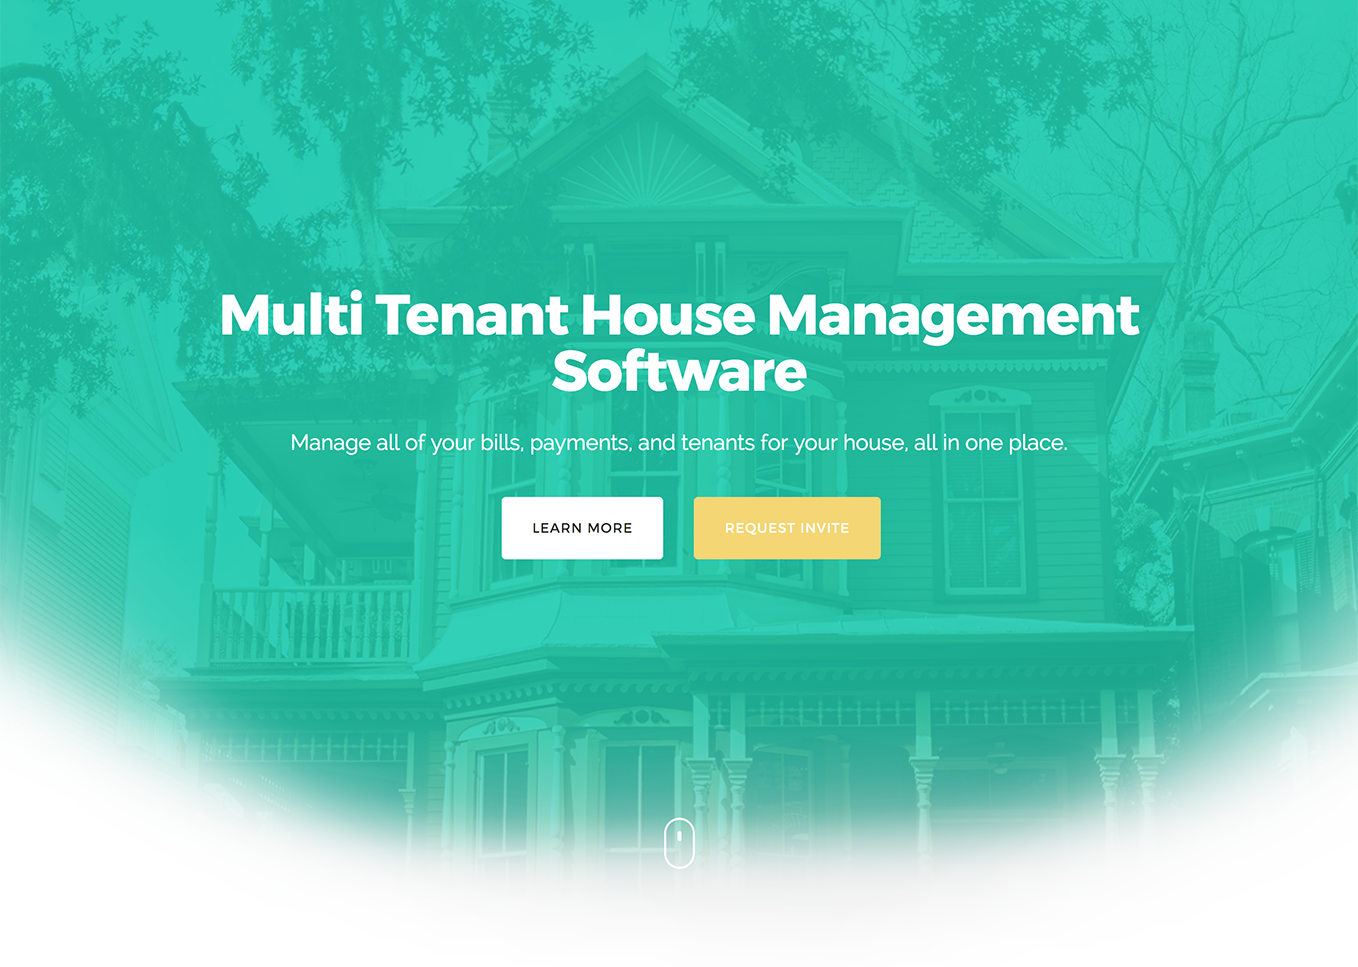 Multi Tenant House Management
Software
Manage all of your bills, payments, and tenants for your house, all in one place.
LEARN MORE
REQUEST INVITE